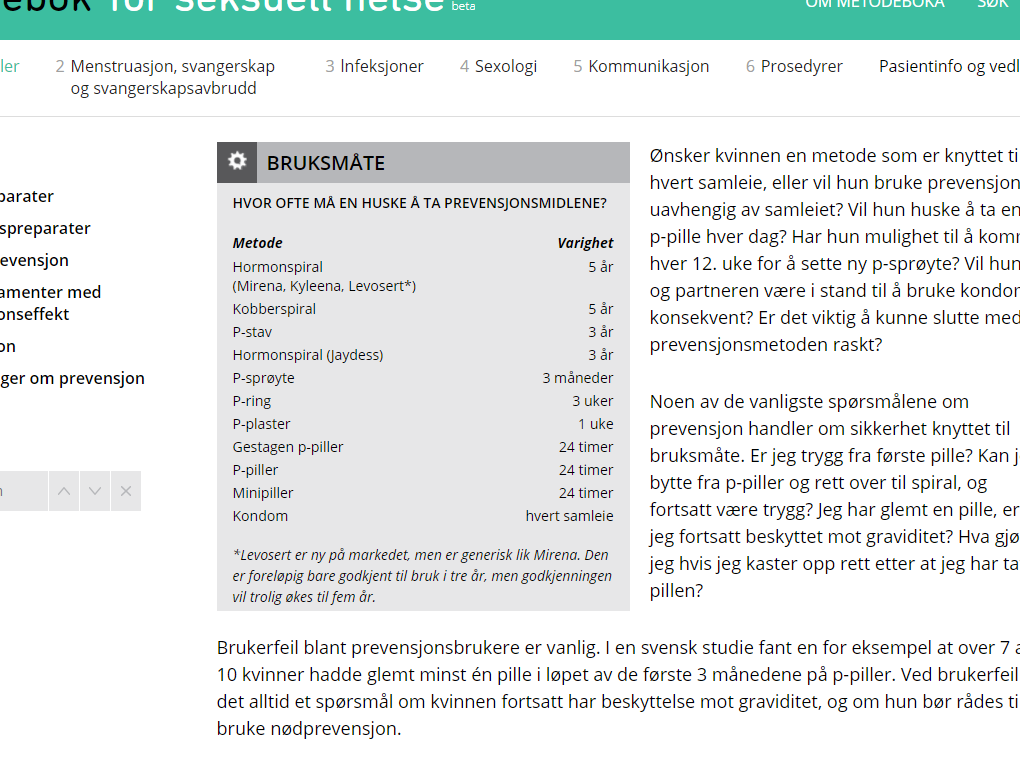 for seksuell helse beta
OM METODEBOKA SØK
2 Menstruasjon, svangerskap
og svangerskapsavbrudd
3 Infeksjoner
4 Sexologi
5 Kommunikasjon
6 Prosedyrer
Pasientinfo og vedl
BRUKSMÅTE
HVOR OFTE MÅ EN HUSKE Å TA PREVENSJONSMIDLENE?
Metode Varighet
Hormonspiral 5 år
(Mirena, Kyleena, Levosert*)
Kobberspiral 5 år
P-stav 3 år
Hormonspiral (Jaydess) 3 år
P-sprøyte 3 måneder
P-ring 3 uker
P-plaster 1 uke
Gestagen p-piller 24 timer
P-piller 24 timer
Minipiller 24 timer
Kondom hvert samleie
*Levosert er ny på markedet, men er generisk lik Mirena. Den
er foreløpig bare godkjent til bruk i tre år, men godkjenningen
vil trolig økes til fem år.
Ønsker kvinnen en metode som er knyttet ti
hvert samleie, eller vil hun bruke prevensjon
uavhengig av samleiet? Vil hun huske å ta en
p-pille hver dag? Har hun mulighet til å komm
hver 12. uke for å sette ny p-sprøyte? Vil hun
og partneren være i stand til å bruke kondom
konsekvent? Er det viktig å kunne slutte med
prevensjonsmetoden raskt?
Noen av de vanligste spørsmålene om
prevensjon handler om sikkerhet knyttet til
bruksmåte. Er jeg trygg fra første pille? Kan j
bytte fra p-piller og rett over til spiral, og
fortsatt være trygg? Jeg har glemt en pille, er
jeg fortsatt beskyttet mot graviditet? Hva gjø
jeg hvis jeg kaster opp rett etter at jeg har ta
pillen?
Brukerfeil blant prevensjonsbrukere er vanlig. I en svensk studie fant en for eksempel at over 7 a
10 kvinner hadde glemt minst én pille i løpet av de første 3 månedene på p-piller. Ved brukerfeil
det alltid et spørsmål om kvinnen fortsatt har beskyttelse mot graviditet, og om hun bør rådes ti
bruke nødprevensjon.
ler
parater
spreparater
evensjon
amenter med
onseffekt
on
ger om prevensjon